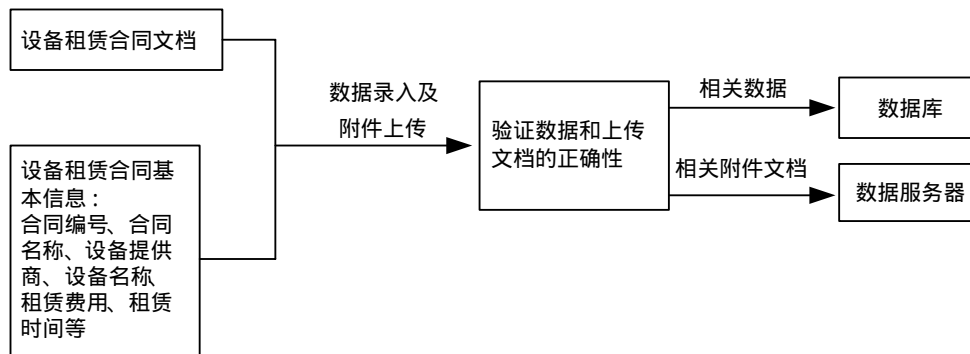 设备租赁合同文档
数据录入及
附件上传
设备租赁合同基
本信息：
合同编号、合同
名称、设备提供
商、设备名称、
租赁费用、租赁
时间等
验证数据和上传
文档的正确性
相关数据
数据库
相关附件文档
数据服务器